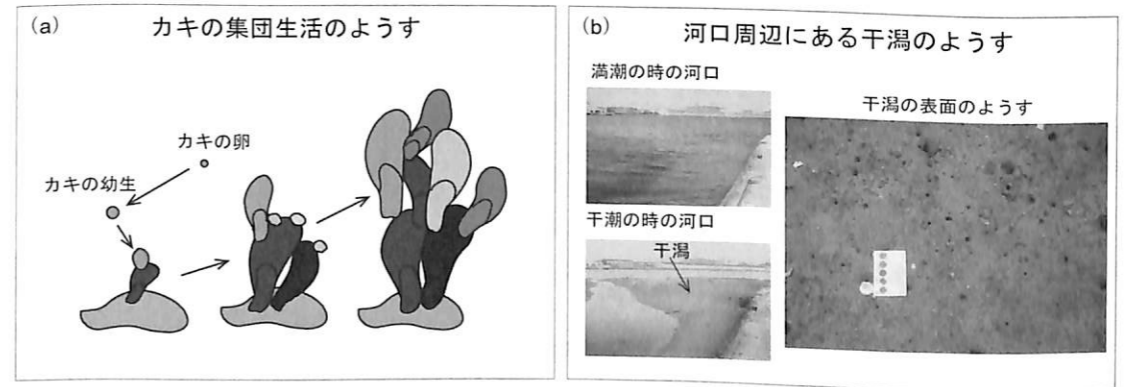 (a)
カキの集団生活のようす
カキの卵
カキの幼生
(b)
河口周辺にある干潟のようす
満潮の時の河口
干潟の表面のようす
干潮の時の河口
干潟